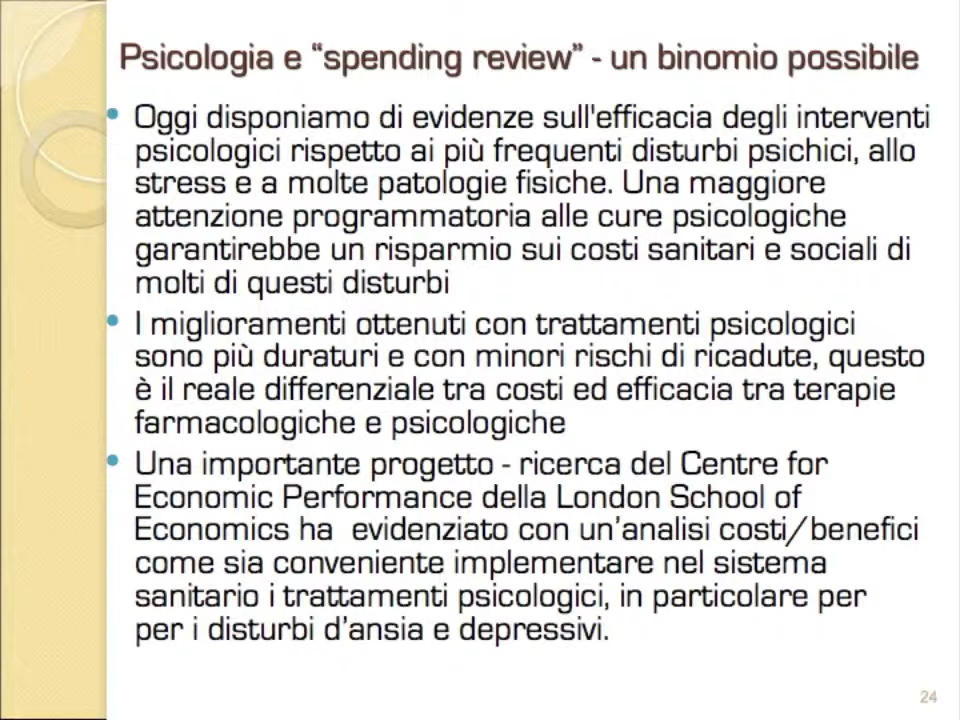 Psicologia e “spending review” - un binomio possibile
• Oggi disponiamo di evidenze sull'efficacia degli interventi
psicologici rispetto ai più frequenti disturbi psichici, allo
stress e a molte patologie fisiche. Una maggiore
attenzione programmatoria alle cure psicologiche
garantirebbe un risparmio sui costi sanitari e sociali di
molti di questi disturbi
• I miglioramenti ottenuti con trattamenti psicologici
sono più duraturi e con minori rischi di ricadute, questo
è il reale differenziale tra costi ed efficacia tra terapie
farmacologiche e psicologiche
• Una importante progetto - ricerca del Centre for
Economic Performance della London School of
Economics ha  evidenziato con un’analisi costi/benefici
come sia conveniente implementare nel sistema
sanitario i trattamenti psicologici, in particolare per
per i disturbi d’ansia e depressivi.
24